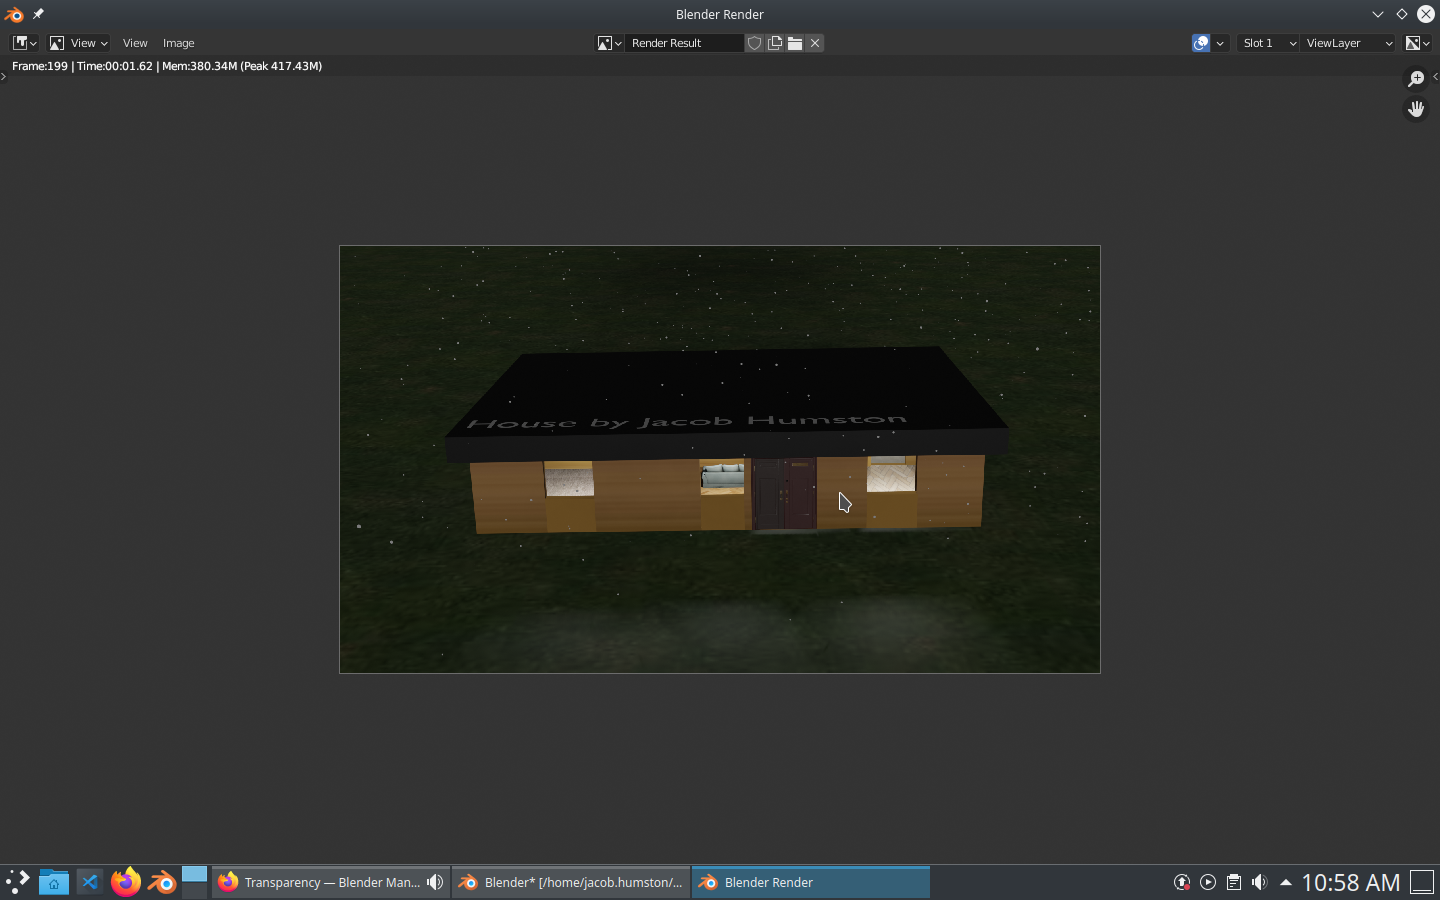 Blender Render
View
View
Image
Render Result
Slot 1
ViewLayer
Frame:199 | Time:00:01.62 | Mem:380.34M (Peak 417.43M)
House by Jacob Humston
Transparency — Blender Man...
Blender* [/home/jacob.humston/...
Blender Render
10:58 AM